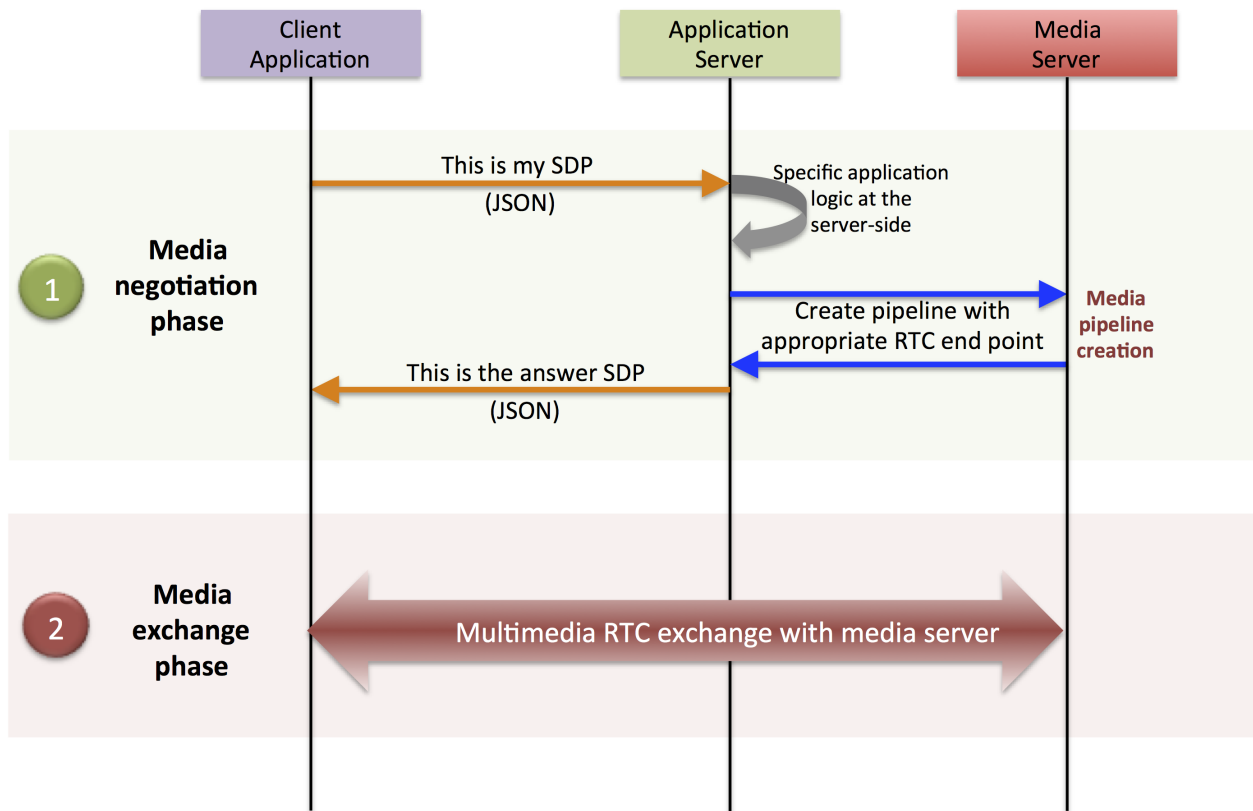 Client
Application
Application
Server
Media
Server
This is my SDP
(JSON)
Specific application
logic at the
server-side
1
Media
negotiation
phase
Create pipeline with
appropriate RTC end point
Media
pipeline
creation
This is the answer SDP
(JSON)
2
Media
exchange
phase
Multimedia RTC exchange with media server